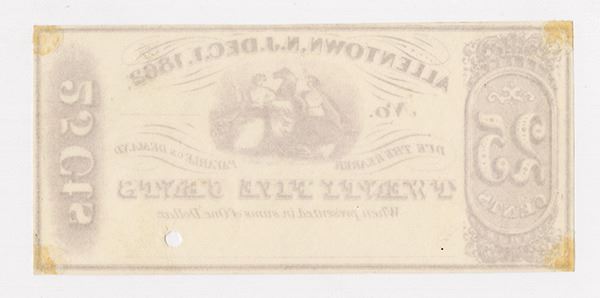 ALLENTOWN, N.J. DEC. 1, 1862.
No.
25 Cts
25
CENTS
DUE THE BEARER
PAYABLE ON DEMAND
TWENTY FIVE CENTS
When presented in sums of One Dollar